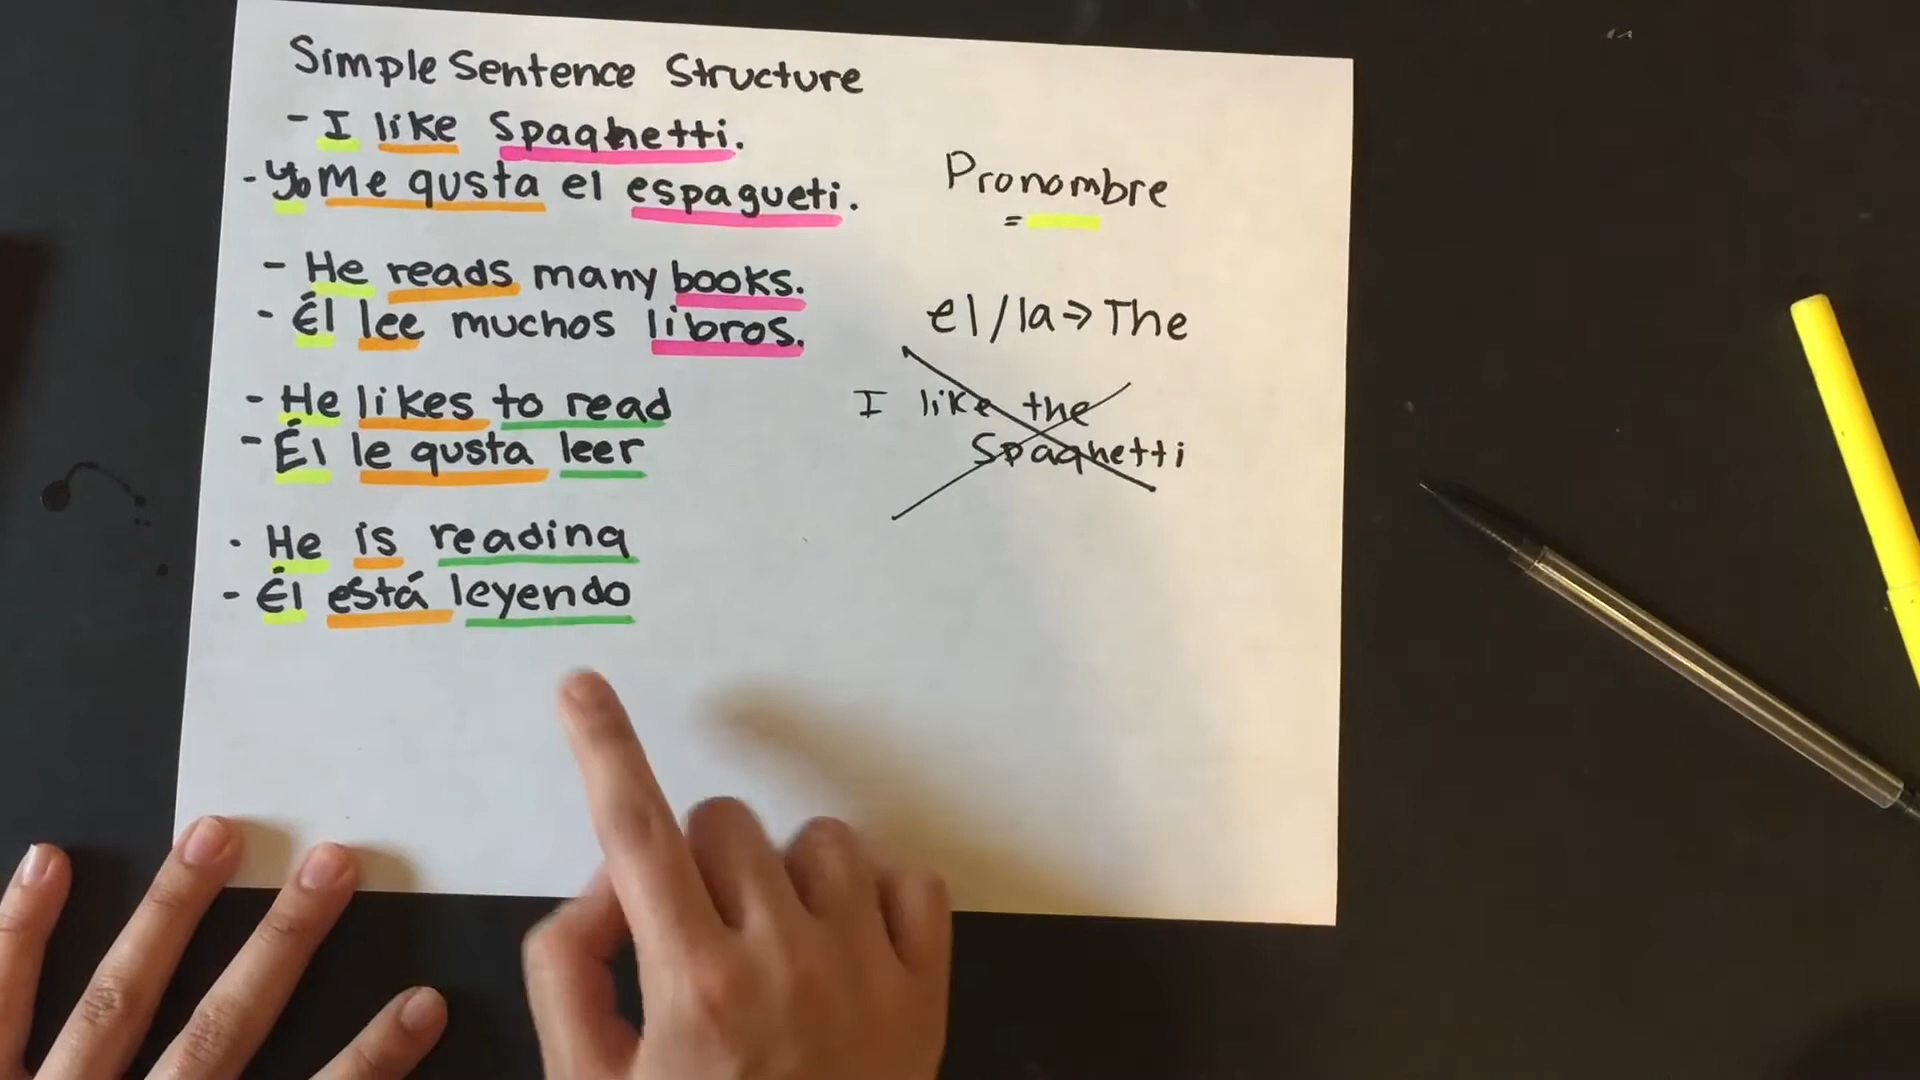 Simple Sentence Structure
- I like Spaghetti.
- Yo Me gusta el espagueti.
- He reads many books.
- Él lee muchos libros.
- He likes to read
- Él le gusta leer
· He is reading
- Él está leyendo
Pronombre
=
el/la → The
I like the
Spaghetti